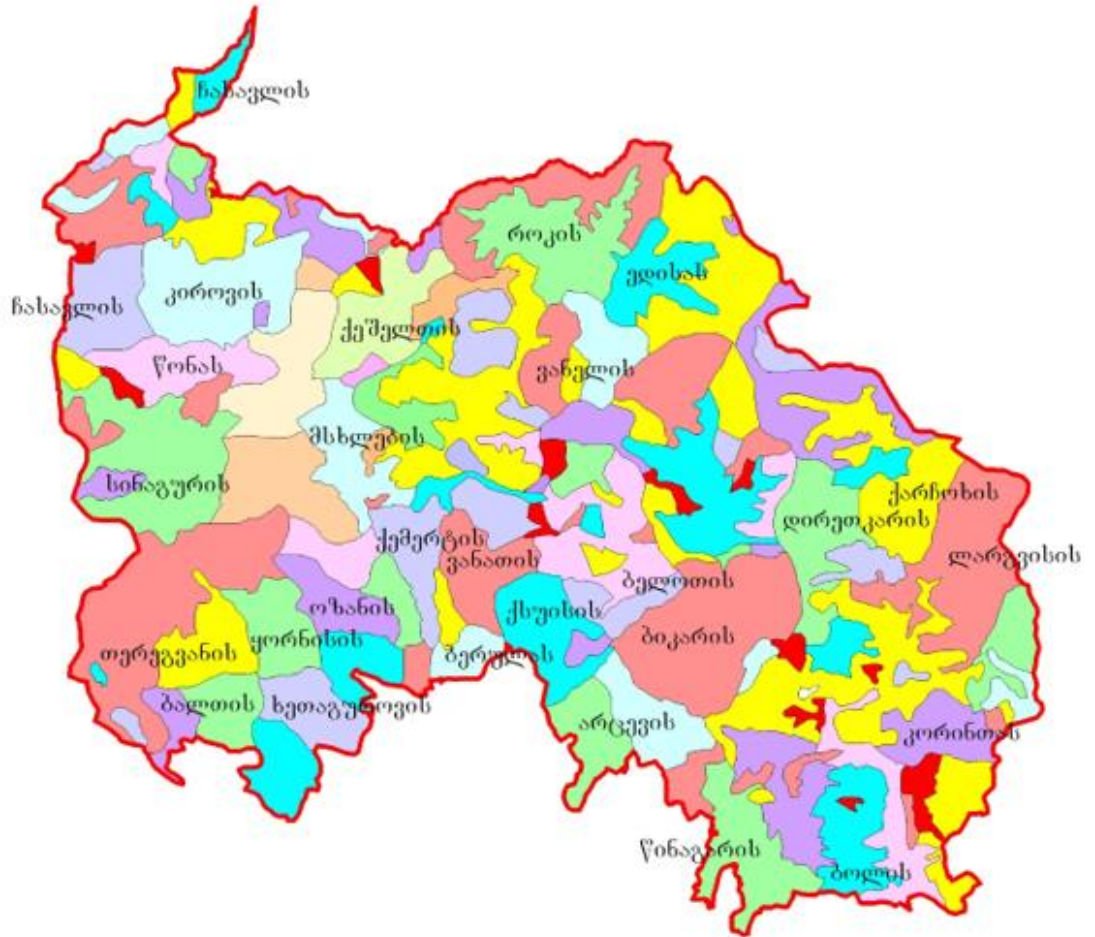 ჩასავლის
როკის
ედისას
კიროვის
ჩასავლის
ქეშელთის
წონას
ვანელის
მსხლების
სინაგურის
ქარჩოხის
დირეთკარის
ქემერტის
ვანათის
ლარგვისის
ბელოთის
ოზანის
ქსუისის
ყორნისის
ბიკარის
თერეგვანის
ბერულას
ბალთის
ხეთაგუროვის
არცევის
კორინთას
წინაგარის
ბოლის